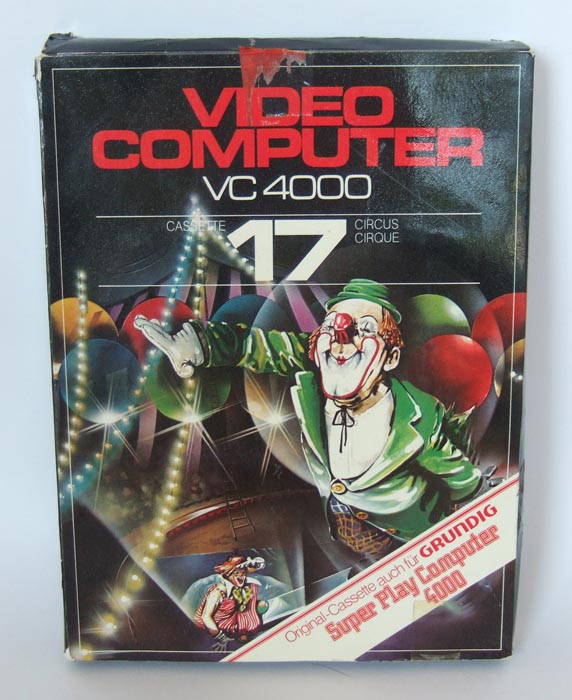 VIDEO
COMPUTER
VC 4000
CASSETTE 17 CIRCUS
CIRQUE
Original-Cassette auch für GRUNDIG
Super Play Computer
4000